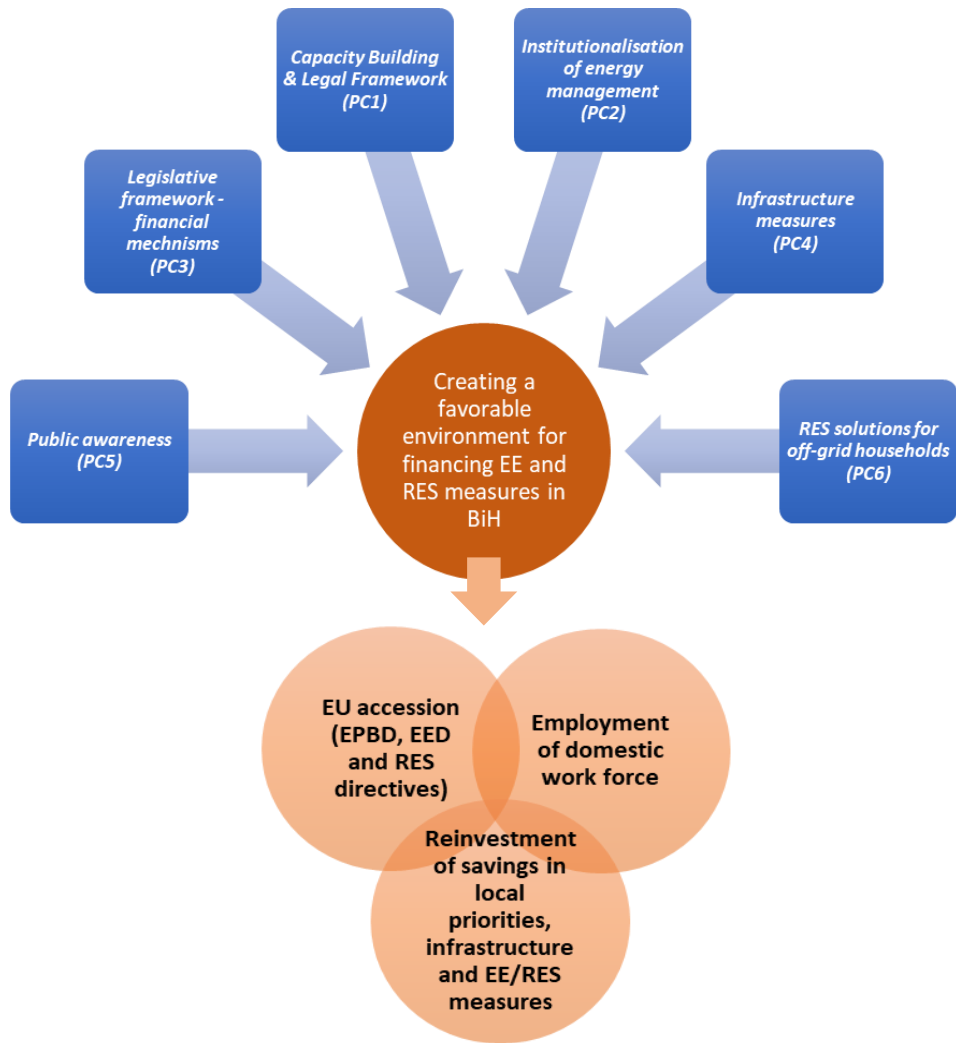 Capacity Building
& Legal Framework
(PC1)
Institutionalisation
of energy
management
(PC2)
Legislative
framework -
financial
mechnisms
(PC3)
Infrastructure
measures
(PC4)
Public awareness
(PC5)
RES solutions for
off-grid households
(PC6)
Creating a
favorable
environment for
financing EE and
RES measures in
BiH
EU accession
(EPBD, EED
and RES
directives)
Employment
of domestic
work force
Reinvestment
of savings in
local
priorities,
infrastructure
and EE/RES
measures